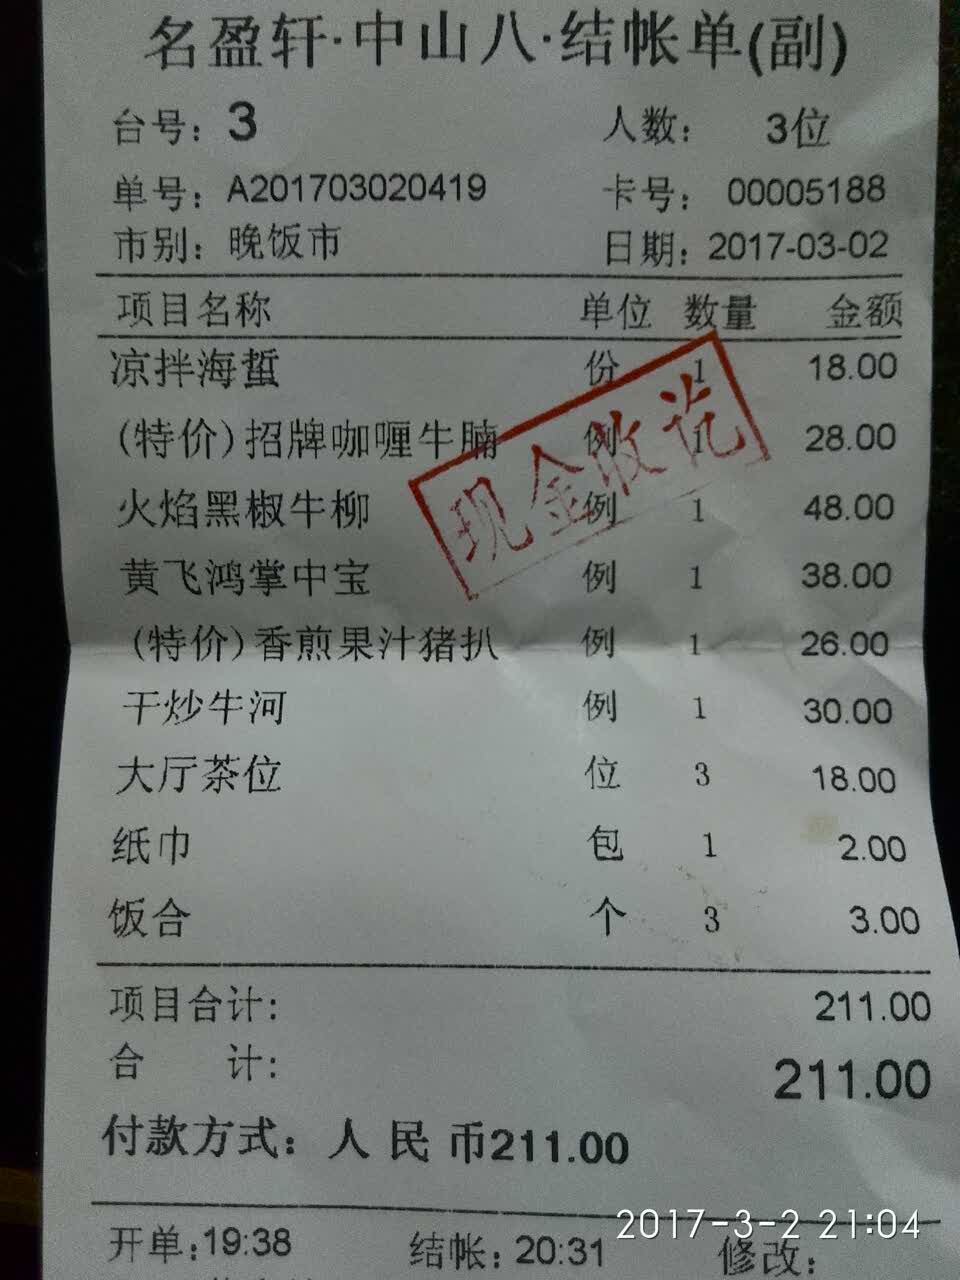 名盈轩·中山八·结帐单(副)
台号：3 人数： 3位
单号：A201703020419 卡号： 00005188
市别：晚饭市 日期：2017-03-02
项目名称 单位 数量 金额
凉拌海蜇 份 1 18.00
(特价)招牌咖喱牛腩 例 1 28.00
火焰黑椒牛柳 例 1 48.00
黄飞鸿掌中宝 例 1 38.00
(特价)香煎果汁猪扒 例 1 26.00
干炒牛河 例 1 30.00
大厅茶位 位 3 18.00
纸巾 包 1 2.00
饭合 个 3 3.00
现金收讫
项目合计: 211.00
合 计: 211.00
付款方式：人民币211.00
开单:19:38 结帐:20:31 修改:
2017-3-2 21:04